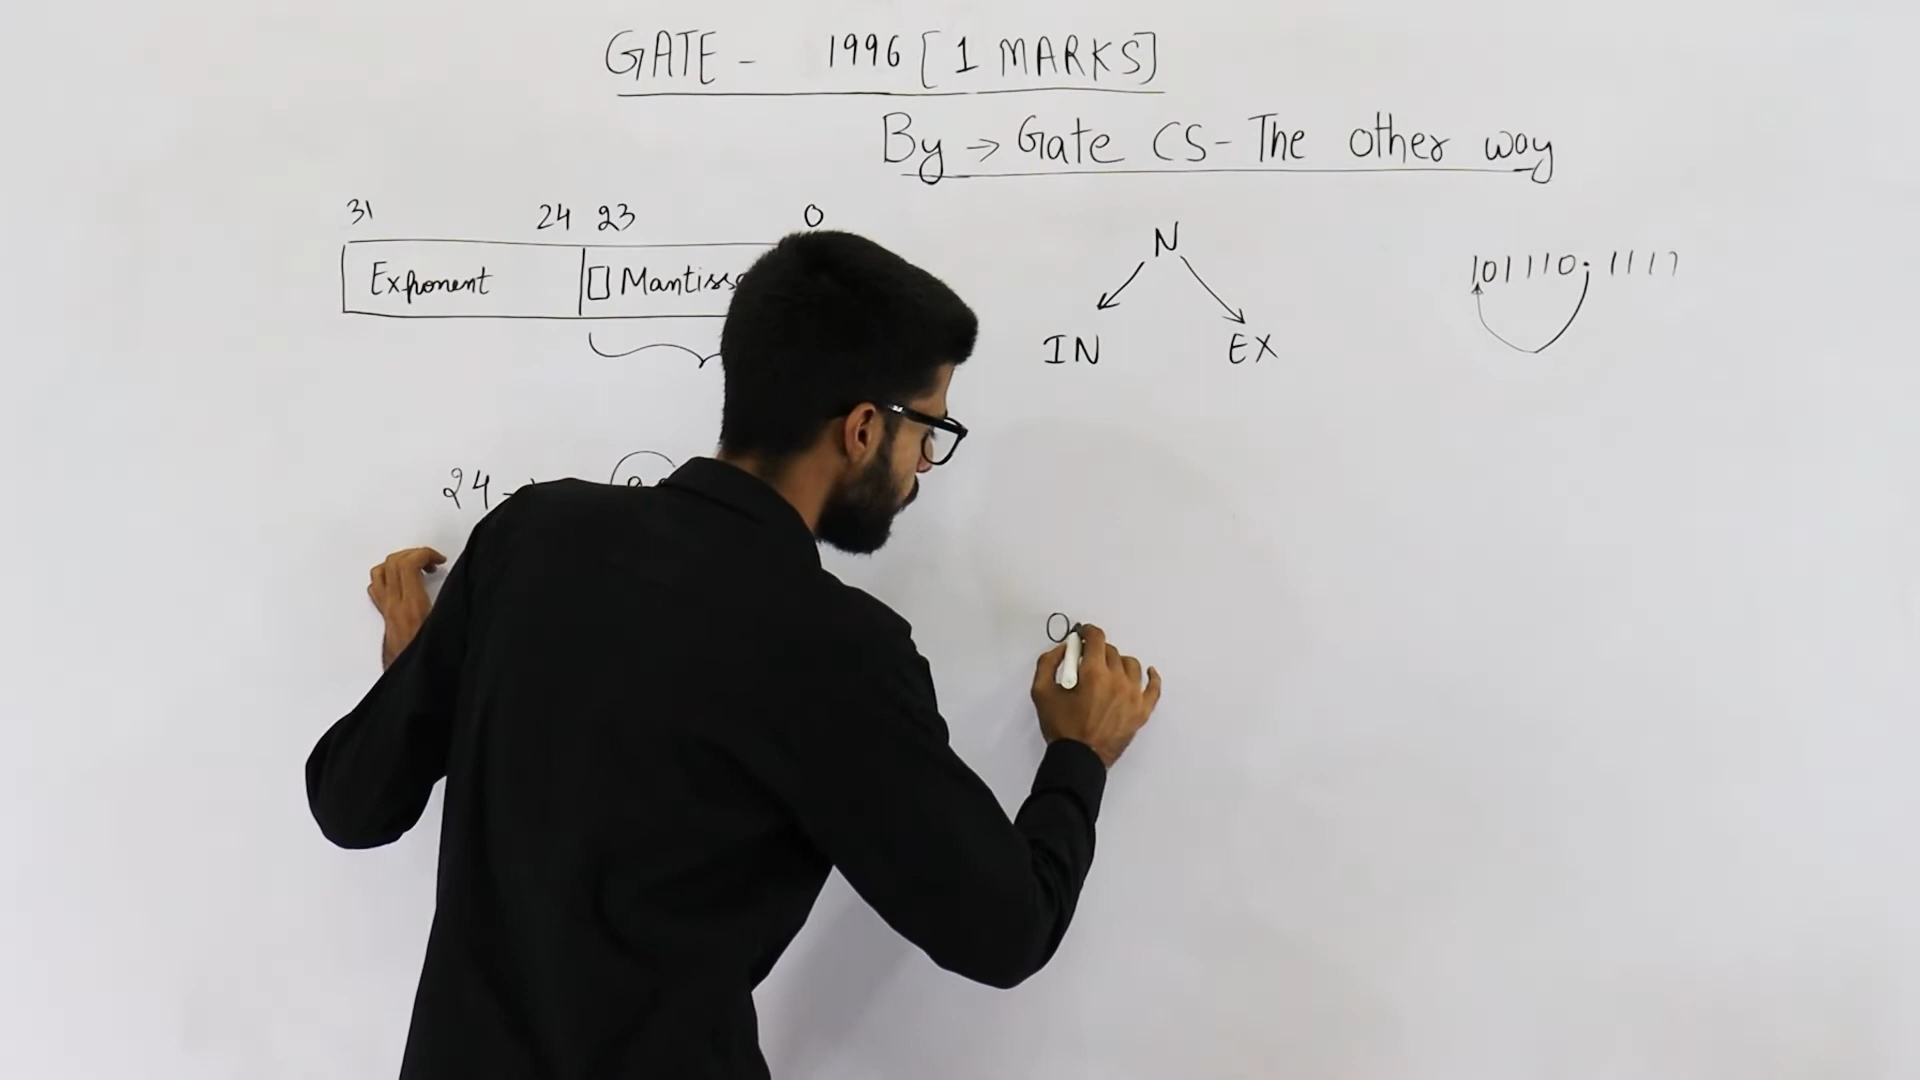 GATE - 1996 [1 MARKS]
By → Gate CS - The other way
31 24 23 0
Exponent
N
IN EX
101110.1111
24
0